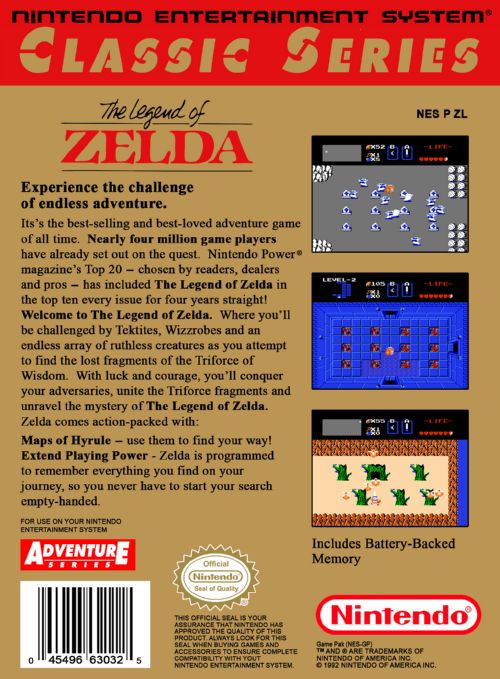 NINTENDO ENTERTAINMENT SYSTEM®
CLASSIC SERIES
The Legend of
ZELDA
NES P ZL
Experience the challenge
of endless adventure.
Its's the best-selling and best-loved adventure game
of all time. Nearly four million game players
have already set out on the quest. Nintendo Power®
magazine's Top 20 – chosen by readers, dealers
and pros – has included The Legend of Zelda in
the top ten every issue for four years straight!
Welcome to The Legend of Zelda. Where you'll
be challenged by Tektites, Wizzrobes and an
endless array of ruthless creatures as you attempt
to find the lost fragments of the Triforce of
Wisdom. With luck and courage, you'll conquer
your adversaries, unite the Triforce fragments and
unravel the mystery of The Legend of Zelda.
Zelda comes action-packed with:
Maps of Hyrule – use them to find your way!
Extend Playing Power - Zelda is programmed
to remember everything you find on your
journey, so you never have to start your search
empty-handed.
X52 B A -LIFE-
X1
X5
LEVEL-2
X105 B A -LIFE-
X1
X0
X55 B A -LIFE-
X1
X0
Includes Battery-Backed
Memory
FOR USE ON YOUR NINTENDO
ENTERTAINMENT SYSTEM
ADVENTURE
SERIES
Official
Nintendo
Seal of Quality
THIS OFFICIAL SEAL IS YOUR
ASSURANCE THAT NINTENDO HAS
APPROVED THE QUALITY OF THIS
PRODUCT. ALWAYS LOOK FOR THIS
SEAL WHEN BUYING GAMES AND
ACCESSORIES TO ENSURE COMPLETE
COMPATIBILITY WITH YOUT
NINTENDO ENTERTAINMENT SYSTEM.
0 45496 63032 5
Nintendo®
Game Pak (NES-GP)
TM AND ® ARE TRADEMARKS OF
NINTENDO OF AMERICA INC.
© 1992 NINTENDO OF AMERICA INC.